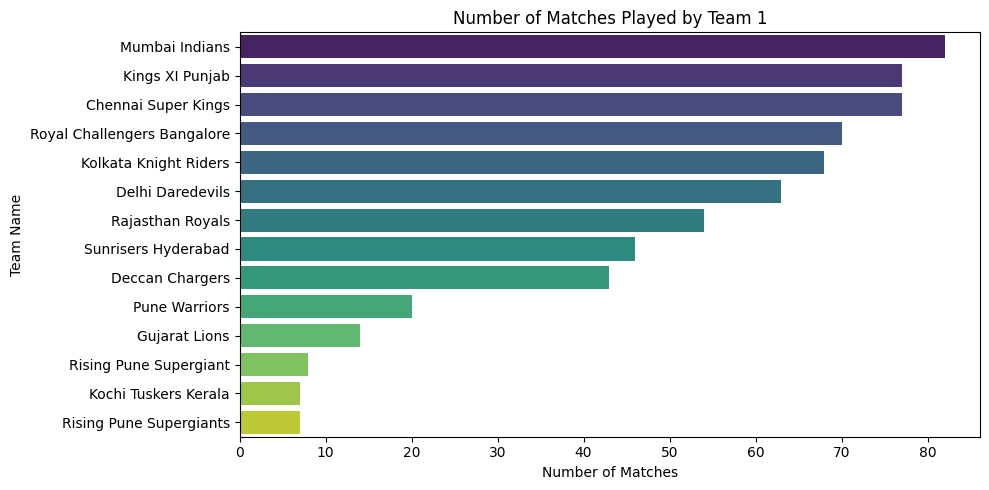 Number of Matches Played by Team 1
Team Name
Mumbai Indians
Kings XI Punjab
Chennai Super Kings
Royal Challengers Bangalore
Kolkata Knight Riders
Delhi Daredevils
Rajasthan Royals
Sunrisers Hyderabad
Deccan Chargers
Pune Warriors
Gujarat Lions
Rising Pune Supergiant
Kochi Tuskers Kerala
Rising Pune Supergiants
0 10 20 30 40 50 60 70 80
Number of Matches